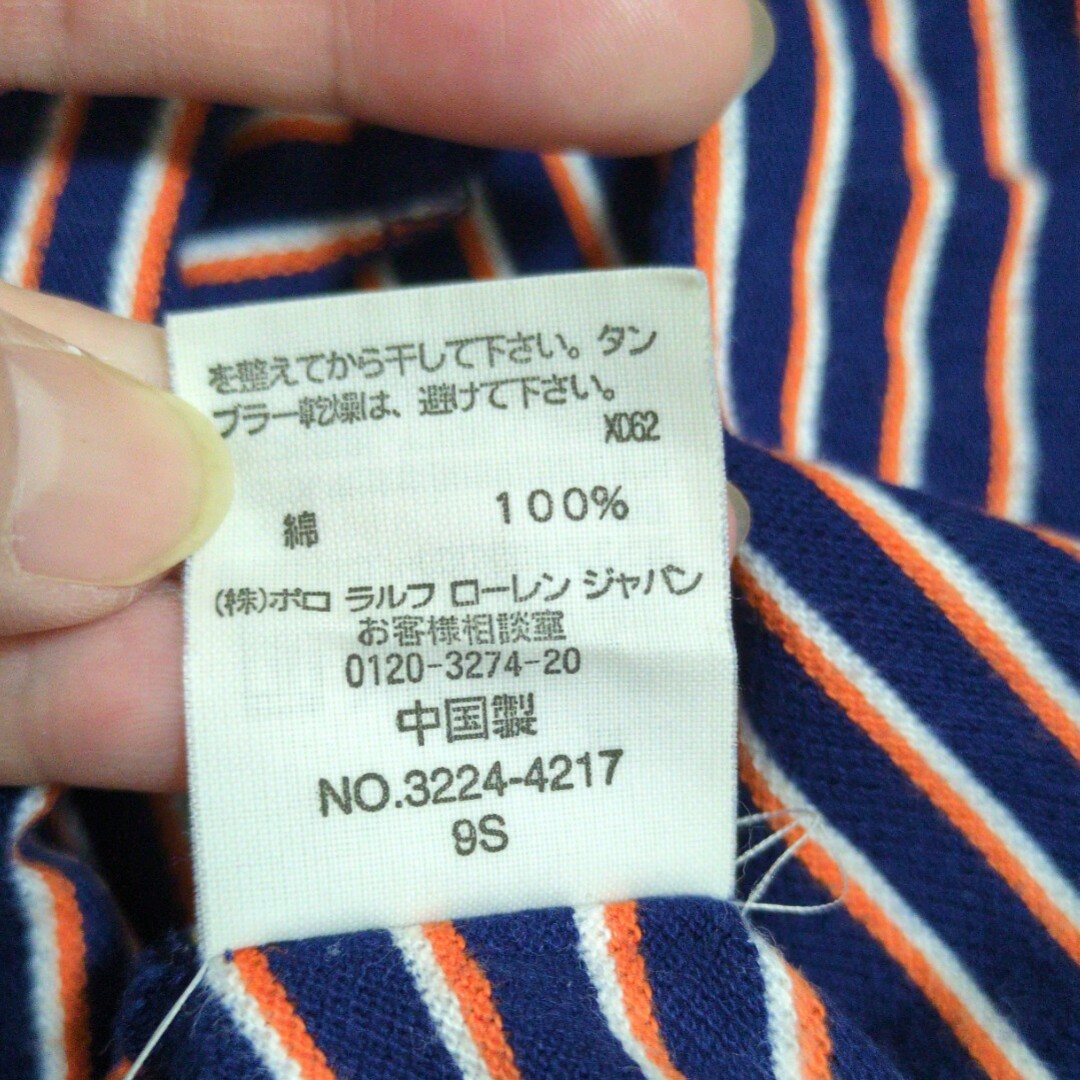 を整えてから干して下さい。タン
ブラー乾燥は、避けて下さい。
XD62
綿 100%
(株)ポロ ラルフ ローレン ジャパン
お客様相談室
0120-3274-20
中国製
NO.3224-4217
9S